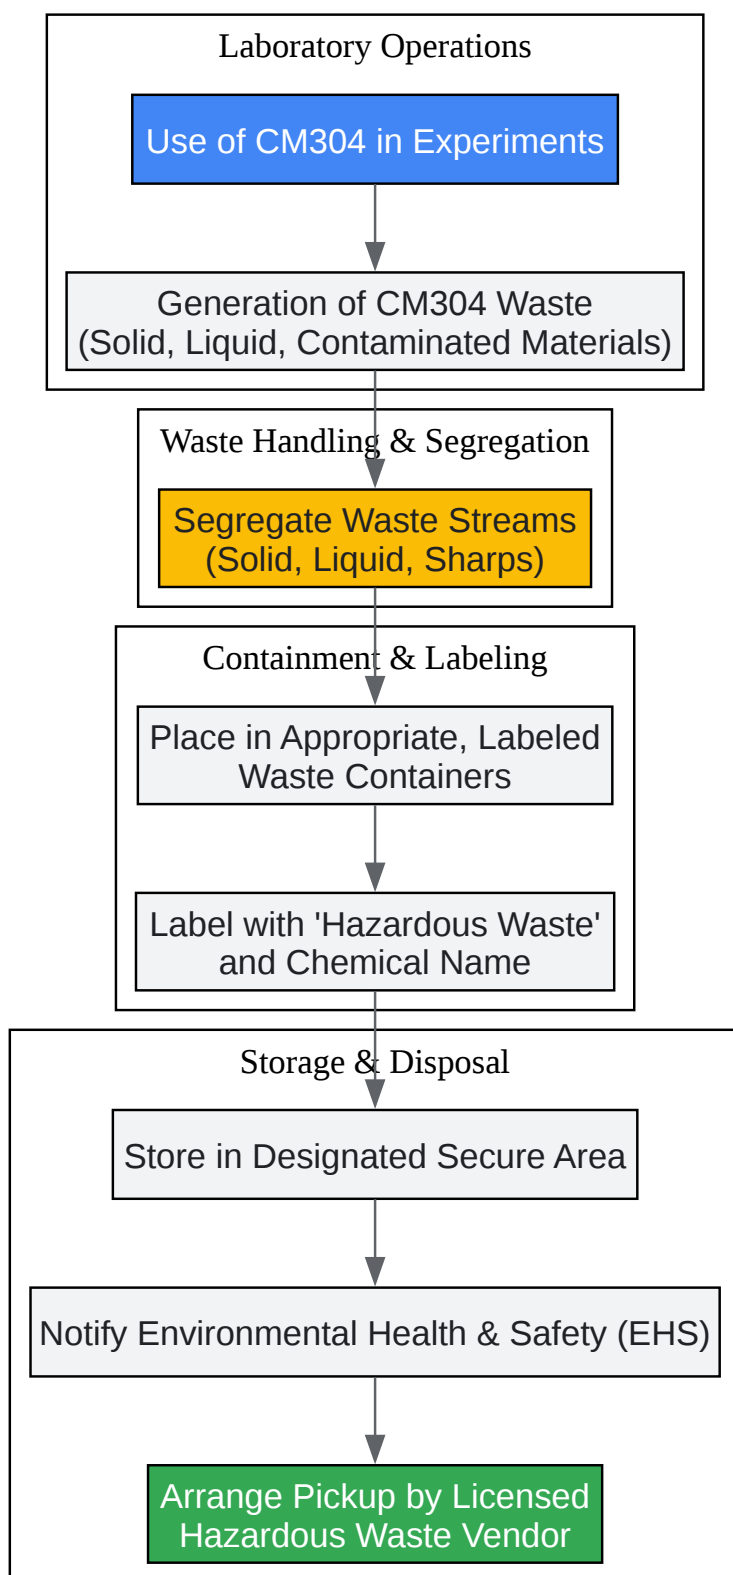 Laboratory Operations
Use of CM304 in Experiments
Generation of CM304 Waste
(Solid, Liquid, Contaminated Materials)
Waste Handling & Segregation
Segregate Waste Streams
(Solid, Liquid, Sharps)
Containment & Labeling
Place in Appropriate, Labeled
Waste Containers
Label with 'Hazardous Waste'
and Chemical Name
Storage & Disposal
Store in Designated Secure Area
Notify Environmental Health & Safety (EHS)
Arrange Pickup by Licensed
Hazardous Waste Vendor